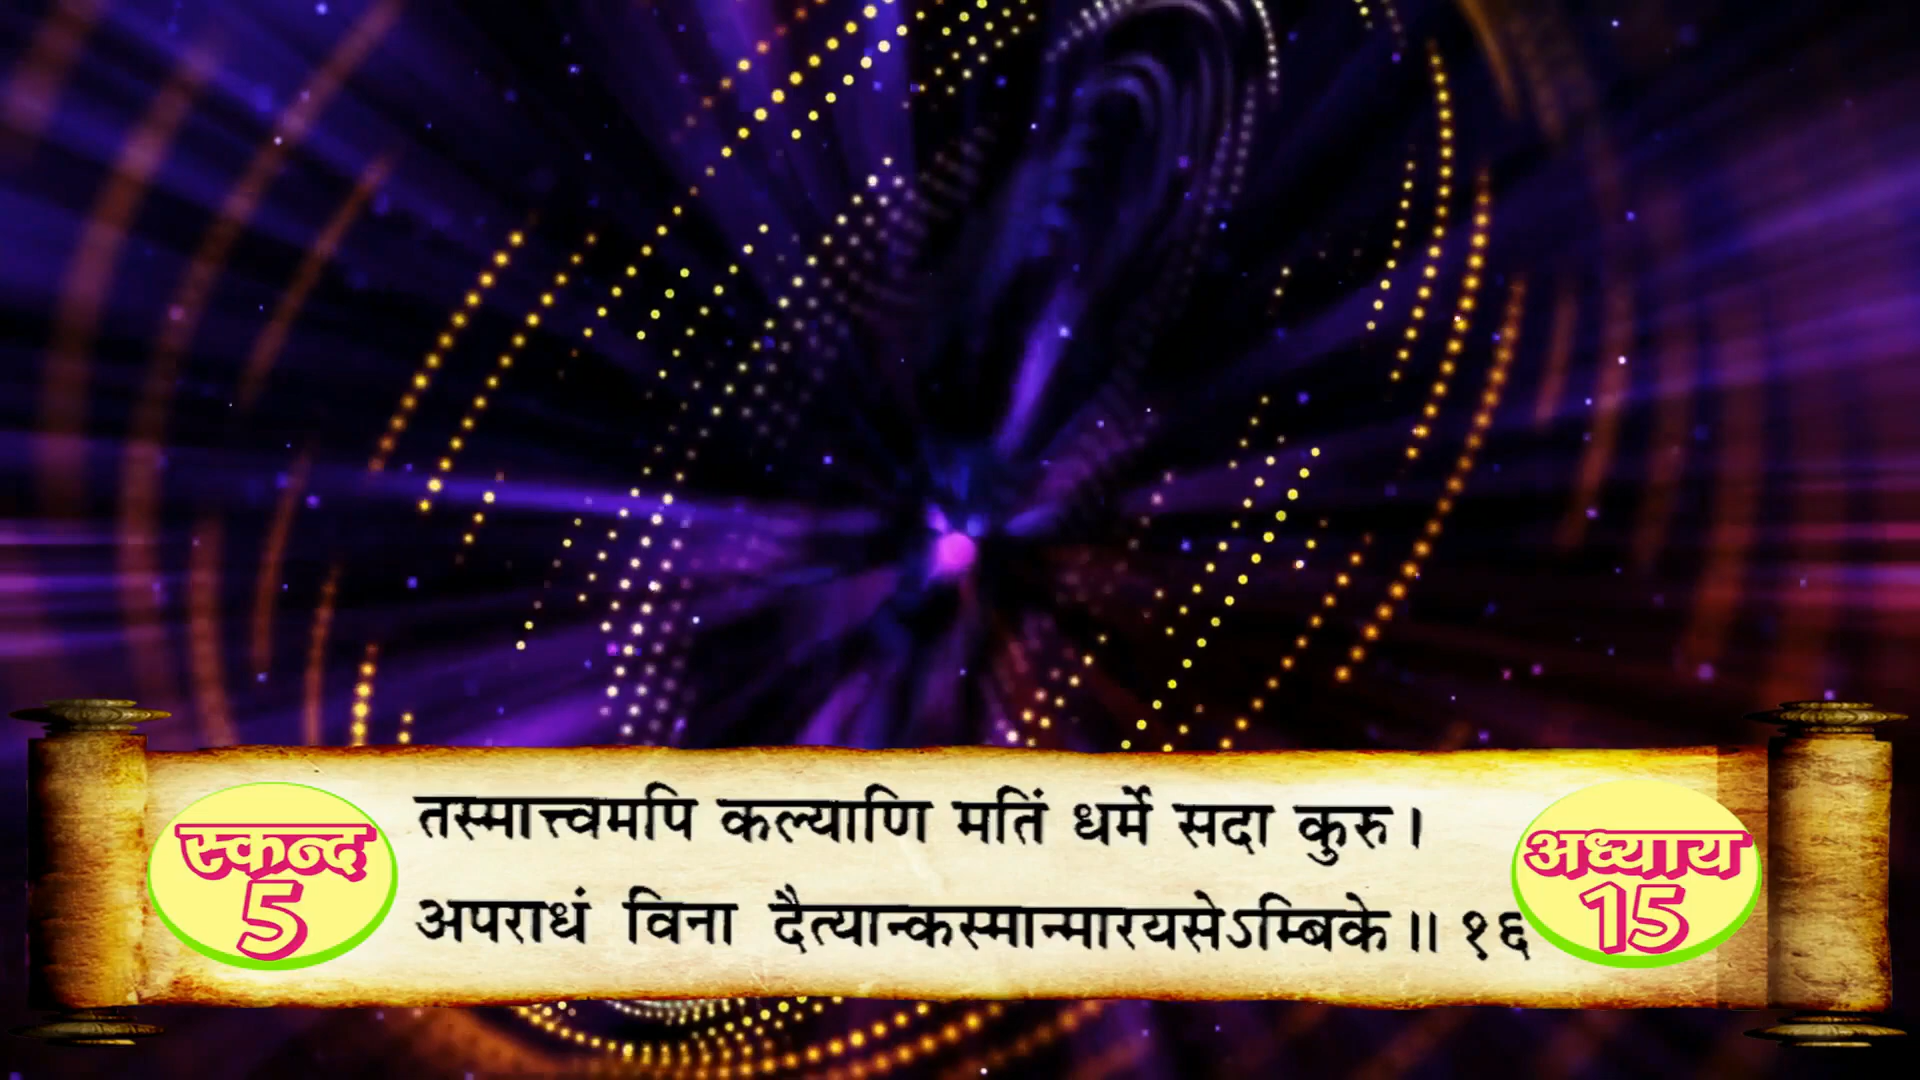 तस्मात्त्वमपि कल्याणि मतिं धर्मे सदा कुरु।
अपराधं विना दैत्यान्कस्मान्मारयसेऽम्बिके॥ १६
स्कन्द
5
अध्याय
15